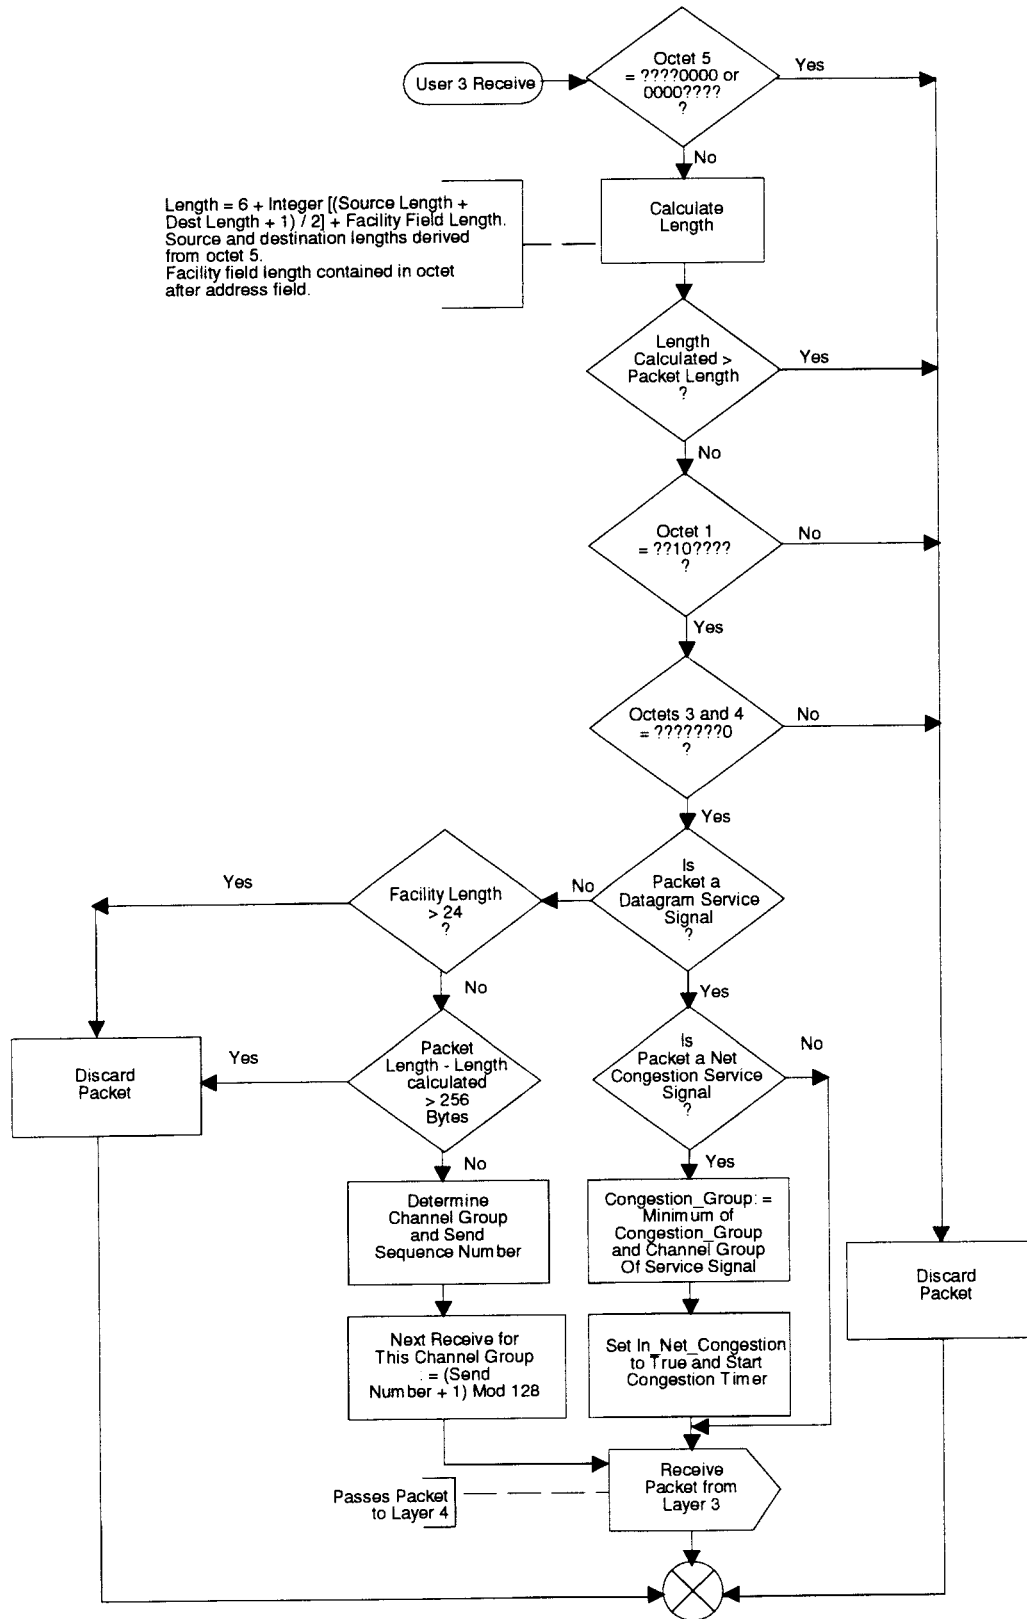 User 3 Receive
Octet 5
= ????0000 or
0000????
?
Yes
No
Length = 6 + Integer [(Source Length +
Dest Length + 1) / 2] + Facility Field Length.
Source and destination lengths derived
from octet 5.
Facility field length contained in octet
after address field.
Calculate
Length
Length
Calculated >
Packet Length
?
Yes
No
Octet 1
= ??10????
?
No
Yes
Octets 3 and 4
= ???????0
?
No
Yes
Is
Packet a
Datagram Service
Signal
?
No
Yes
Facility Length
> 24
?
Yes
No
Is
Packet a Net
Congestion Service
Signal
?
No
Yes
Packet
Length - Length
calculated
> 256
Bytes
Yes
No
Discard
Packet
Determine
Channel Group
and Send
Sequence Number
Congestion_Group: =
Minimum of
Congestion_Group
and Channel Group
Of Service Signal
Discard
Packet
Next Receive for
This Channel Group
: = (Send
Number + 1) Mod 128
Set In_Net_Congestion
to True and Start
Congestion Timer
Receive
Packet from
Layer 3
Passes Packet
to Layer 4